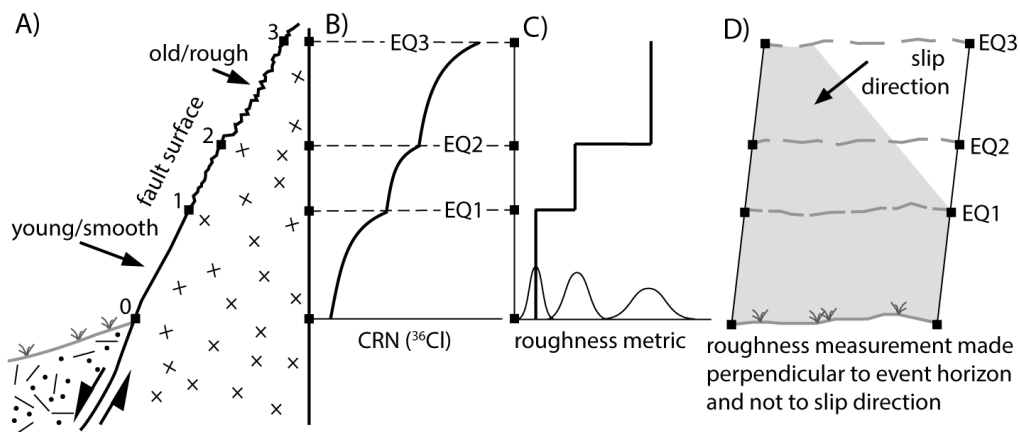 A)
3
old/rough
2
fault surface
1
young/smooth
0
B)
EQ3
EQ2
EQ1
CRN (³⁶Cl)
C)
roughness metric
D)
EQ3
slip
direction
EQ2
EQ1
roughness measurement made
perpendicular to event horizon
and not to slip direction